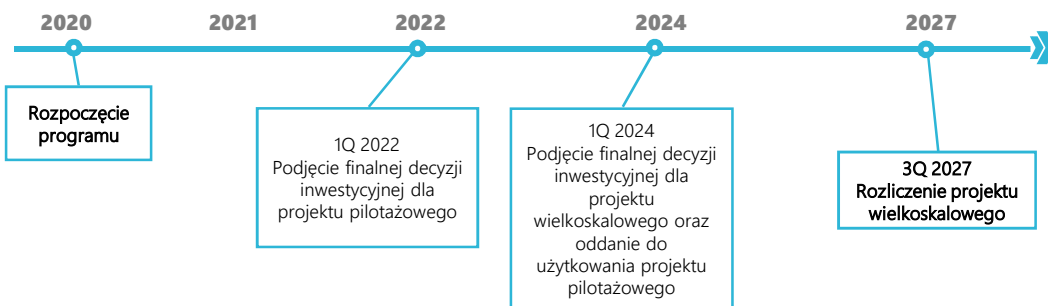 2020 2021 2022 2024 2027
Rozpoczęcie
programu
1Q 2022
Podjęcie finalnej decyzji
inwestycyjnej dla
projektu pilotażowego
1Q 2024
Podjęcie finalnej decyzji
inwestycyjnej dla
projektu
wielkoskalowego oraz
oddanie do
użytkowania projektu
pilotażowego
3Q 2027
Rozliczenie projektu
wielkoskalowego